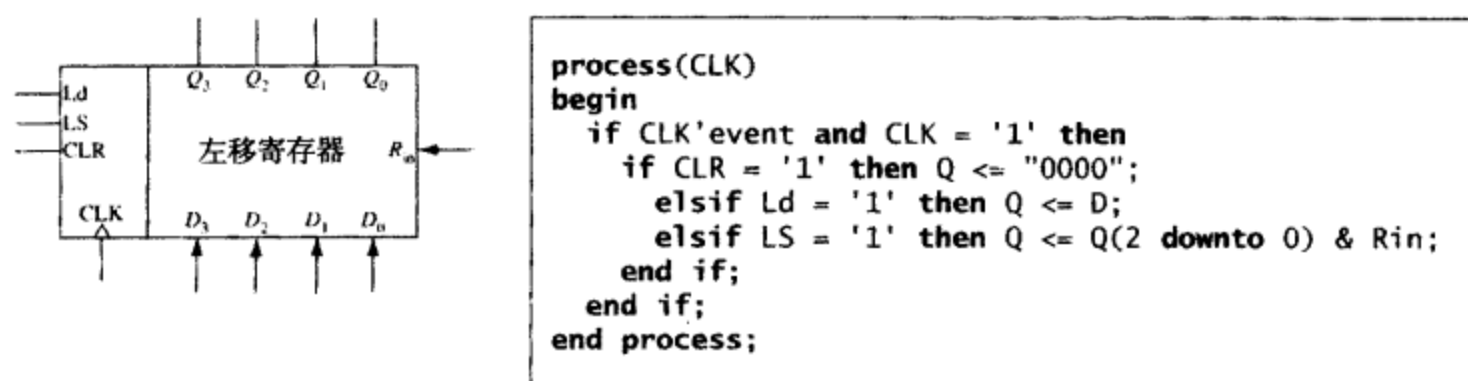 Q₃ Q₂ Q₁ Q₀
Ld
LS
CLR
左移寄存器 Rin
CLK
D₃ D₂ D₁ D₀
process(CLK)
begin
if CLK'event and CLK = '1' then
if CLR = '1' then Q <= "0000";
elsif Ld = '1' then Q <= D;
elsif LS = '1' then Q <= Q(2 downto 0) & Rin;
end if;
end if;
end process;